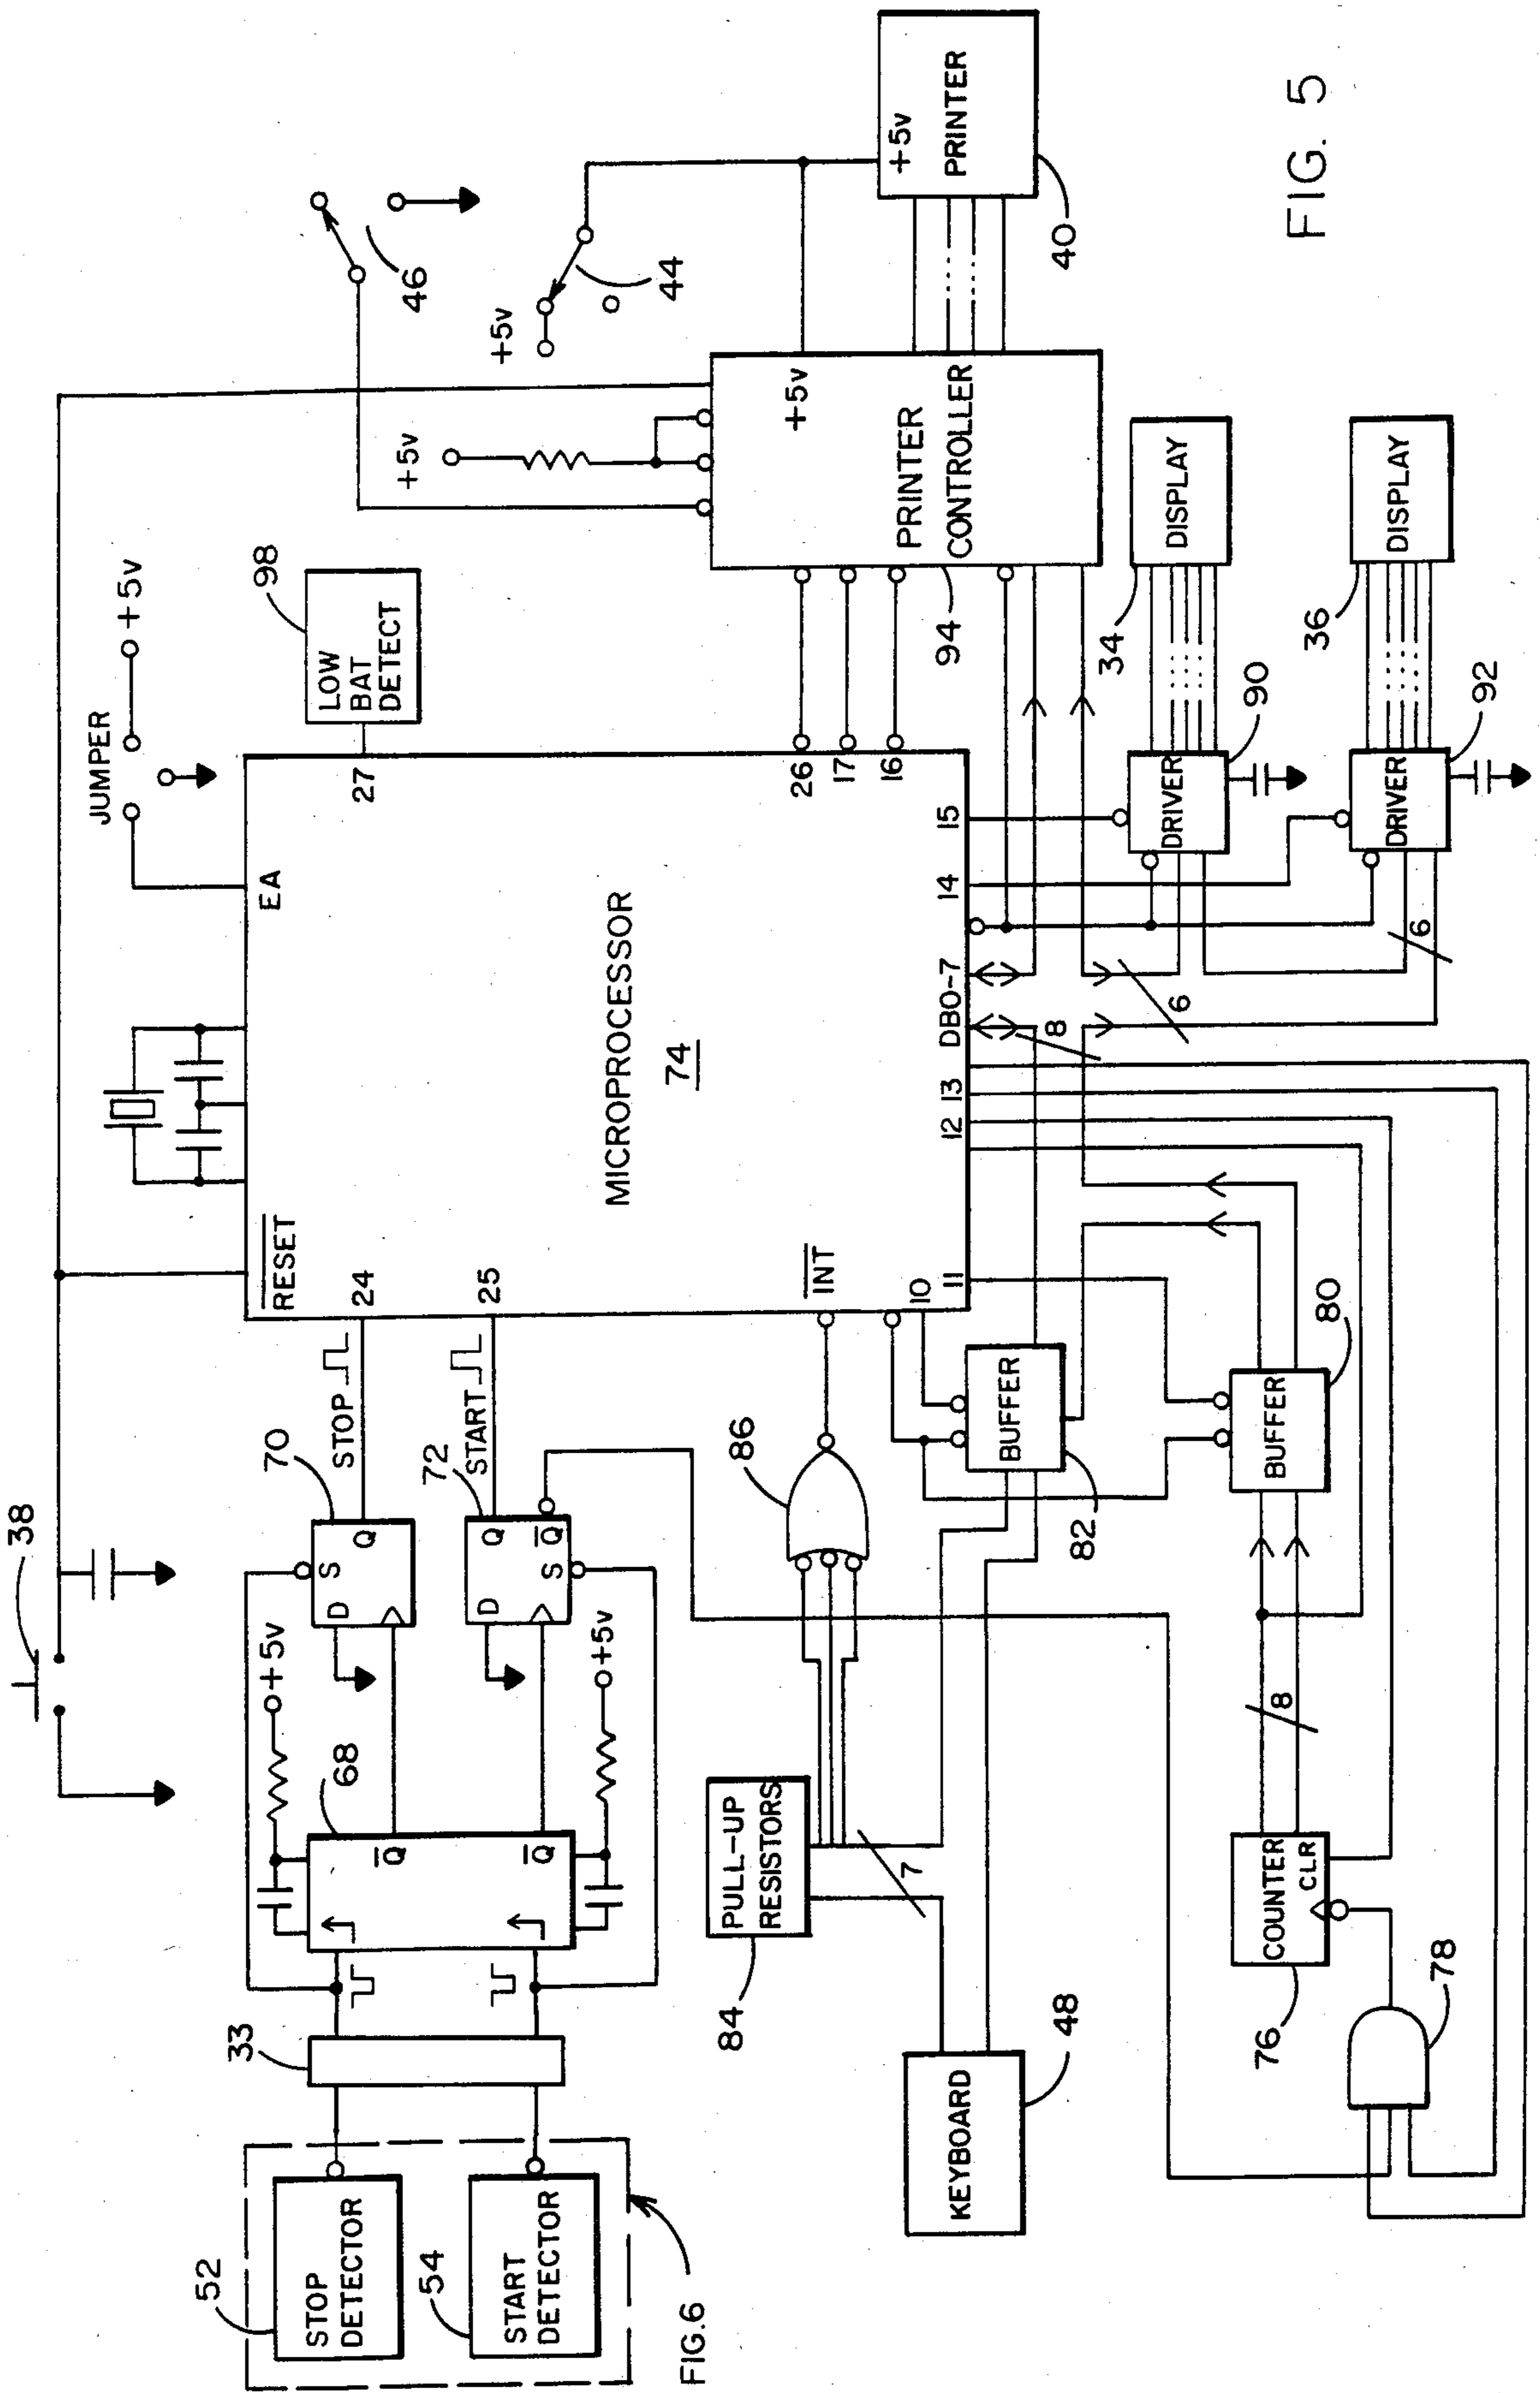 38
JUMPER
+5v
98
LOW
BAT
DETECT
+5v
46
+5v
44
+5v
PRINTER
40
52
STOP
DETECTOR
54
START
DETECTOR
FIG.6
33
68
+5v
Q
Q
+5v
70
D
S
Q
STOP
72
D
S
Q
Q
START
RESET
24
25
INT
10
11
EA
27
MICROPROCESSOR
74
26
17
16
12
13
DB0-7
14
15
+5v
PRINTER
CONTROLLER
94
84
PULL-UP
RESISTORS
7
86
KEYBOARD
48
BUFFER
82
8
6
34
DISPLAY
DRIVER
90
76
COUNTER
CLR
78
8
BUFFER
80
6
36
DISPLAY
DRIVER
92
FIG. 5